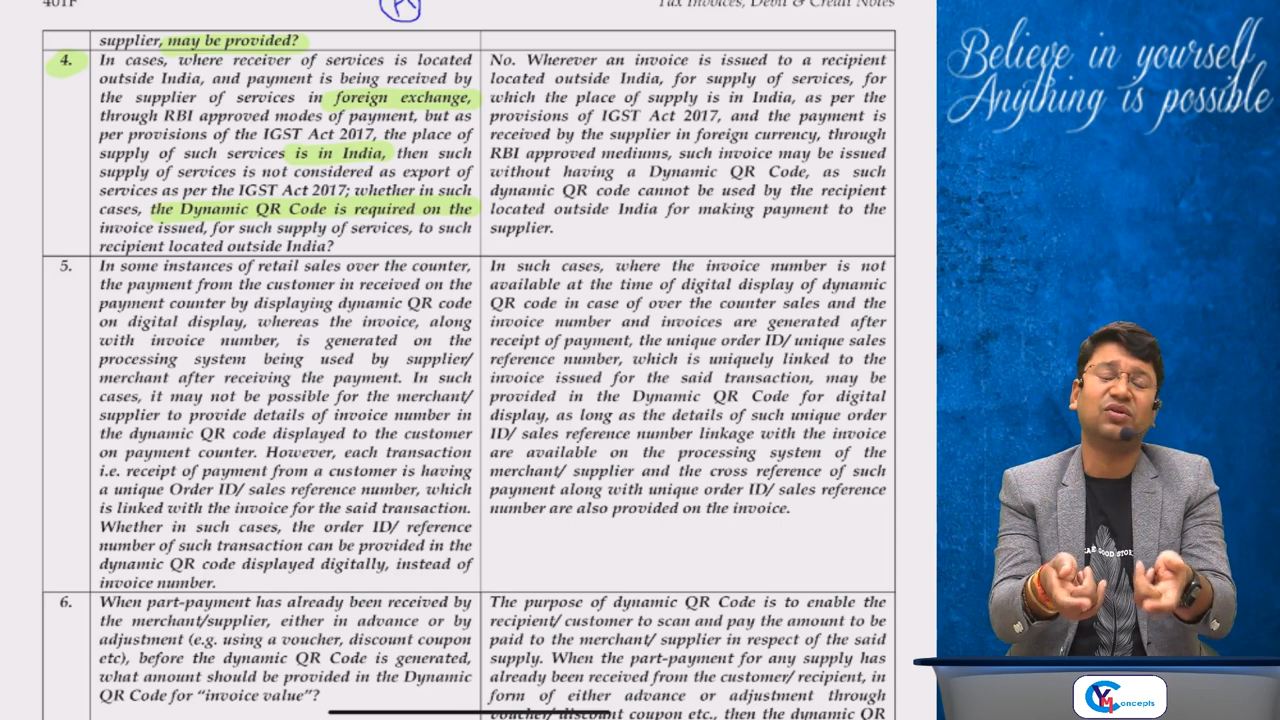 401F
Tax Invoices, Debit & Credit Notes
supplier, may be provided?
4.
In cases, where receiver of services is located
outside India, and payment is being received by
the supplier of services in foreign exchange,
through RBI approved modes of payment, but as
per provisions of the IGST Act 2017, the place of
supply of such services is in India, then such
supply of services is not considered as export of
services as per the IGST Act 2017; whether in such
cases, the Dynamic QR Code is required on the
invoice issued, for such supply of services, to such
recipient located outside India?
No. Wherever an invoice is issued to a recipient
located outside India, for supply of services, for
which the place of supply is in India, as per the
provisions of IGST Act 2017, and the payment is
received by the supplier in foreign currency, through
RBI approved mediums, such invoice may be issued
without having a Dynamic QR Code, as such
dynamic QR code cannot be used by the recipient
located outside India for making payment to the
supplier.
5.
In some instances of retail sales over the counter,
the payment from the customer in received on the
payment counter by displaying dynamic QR code
on digital display, whereas the invoice, along
with invoice number, is generated on the
processing system being used by supplier/
merchant after receiving the payment. In such
cases, it may not be possible for the merchant/
supplier to provide details of invoice number in
the dynamic QR code displayed to the customer
on payment counter. However, each transaction
i.e. receipt of payment from a customer is having
a unique Order ID/ sales reference number, which
is linked with the invoice for the said transaction.
Whether in such cases, the order ID/ reference
number of such transaction can be provided in the
dynamic QR code displayed digitally, instead of
invoice number.
In such cases, where the invoice number is not
available at the time of digital display of dynamic
QR code in case of over the counter sales and the
invoice number and invoices are generated after
receipt of payment, the unique order ID/ unique sales
reference number, which is uniquely linked to the
invoice issued for the said transaction, may be
provided in the Dynamic QR Code for digital
display, as long as the details of such unique order
ID/ sales reference number linkage with the invoice
are available on the processing system of the
merchant/ supplier and the cross reference of such
payment along with unique order ID/ sales reference
number are also provided on the invoice.
6.
When part-payment has already been received by
the merchant/supplier, either in advance or by
adjustment (e.g. using a voucher, discount coupon
etc), before the dynamic QR Code is generated,
what amount should be provided in the Dynamic
QR Code for "invoice value"?
The purpose of dynamic QR Code is to enable the
recipient/ customer to scan and pay the amount to be
paid to the merchant/ supplier in respect of the said
supply. When the part-payment for any supply has
already been received from the customer/ recipient, in
form of either advance or adjustment through
voucher/ discount coupon etc., then the dynamic QR
Believe in yourself
Anything is possible
GOOD STOR
YM Concepts